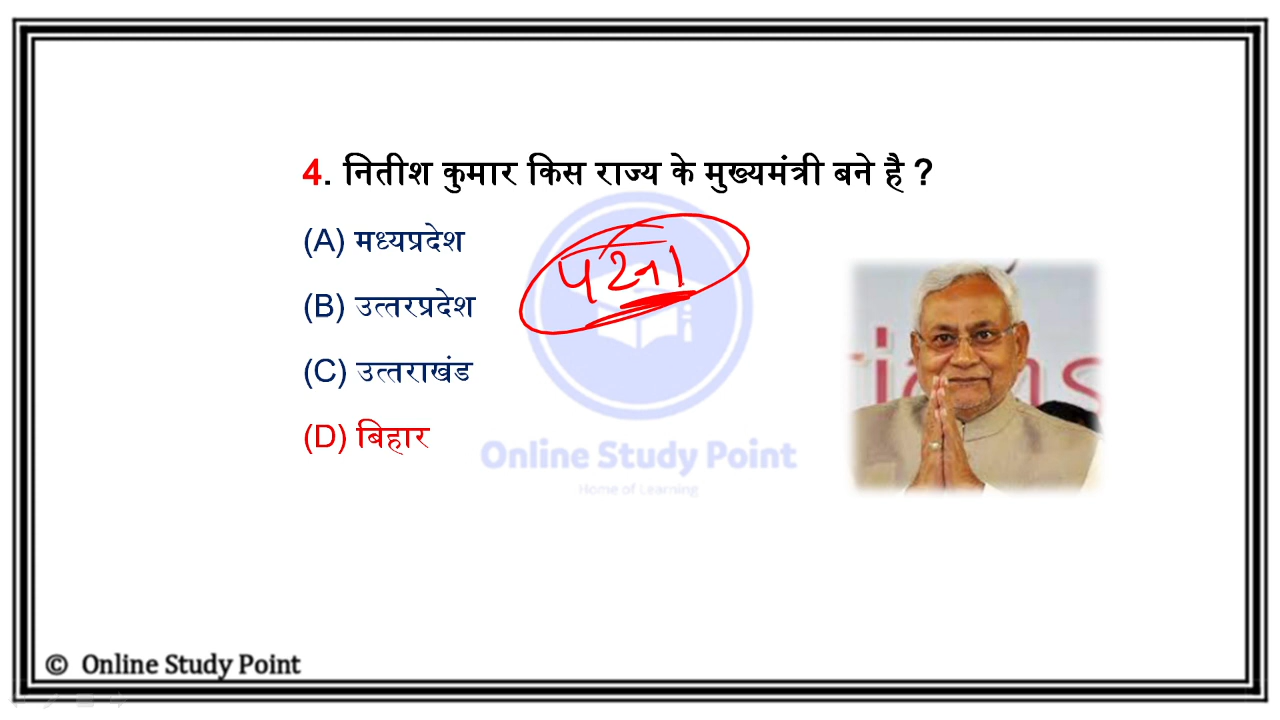 4. नितीश कुमार किस राज्य के मुख्यमंत्री बने है ?
(A) मध्यप्रदेश
पटना
(B) उत्तरप्रदेश
(C) उत्तराखंड
(D) बिहार
Online Study Point
Home of Learning
© Online Study Point